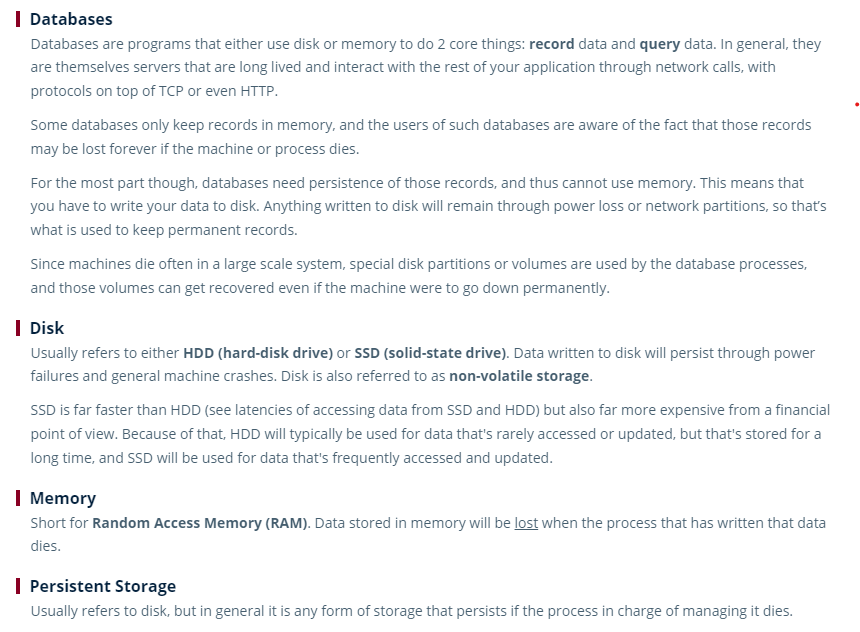 Databases
Databases are programs that either use disk or memory to do 2 core things: record data and query data. In general, they
are themselves servers that are long lived and interact with the rest of your application through network calls, with
protocols on top of TCP or even HTTP.
Some databases only keep records in memory, and the users of such databases are aware of the fact that those records
may be lost forever if the machine or process dies.
For the most part though, databases need persistence of those records, and thus cannot use memory. This means that
you have to write your data to disk. Anything written to disk will remain through power loss or network partitions, so that’s
what is used to keep permanent records.
Since machines die often in a large scale system, special disk partitions or volumes are used by the database processes,
and those volumes can get recovered even if the machine were to go down permanently.
Disk
Usually refers to either HDD (hard-disk drive) or SSD (solid-state drive). Data written to disk will persist through power
failures and general machine crashes. Disk is also referred to as non-volatile storage.
SSD is far faster than HDD (see latencies of accessing data from SSD and HDD) but also far more expensive from a financial
point of view. Because of that, HDD will typically be used for data that's rarely accessed or updated, but that's stored for a
long time, and SSD will be used for data that's frequently accessed and updated.
Memory
Short for Random Access Memory (RAM). Data stored in memory will be lost when the process that has written that data
dies.
Persistent Storage
Usually refers to disk, but in general it is any form of storage that persists if the process in charge of managing it dies.